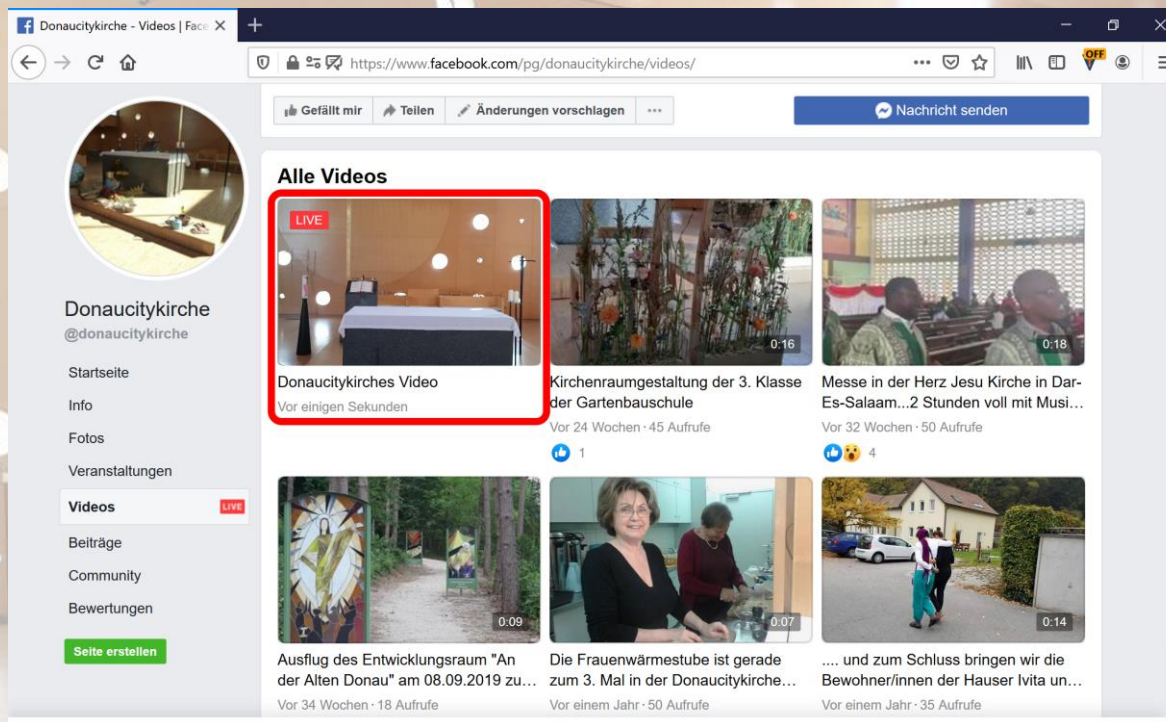 Donaucitykirche - Videos | Face
https://www.facebook.com/pg/donaucitykirche/videos/
OFF
Gefällt mir
Teilen
Änderungen vorschlagen
Nachricht senden
Donaucitykirche
@donaucitykirche
Startseite
Info
Fotos
Veranstaltungen
Videos LIVE
Beiträge
Community
Bewertungen
Seite erstellen
Alle Videos
LIVE
Donaucitykirches Video
Vor einigen Sekunden
0:16
Kirchenraumgestaltung der 3. Klasse
der Gartenbauschule
Vor 24 Wochen · 45 Aufrufe
1
0:18
Messe in der Herz Jesu Kirche in Dar-
Es-Salaam...2 Stunden voll mit Musi...
Vor 32 Wochen · 50 Aufrufe
4
0:09
Ausflug des Entwicklungsraum "An
der Alten Donau" am 08.09.2019 zu...
Vor 34 Wochen · 18 Aufrufe
0:07
Die Frauenwärmestube ist gerade
zum 3. Mal in der Donaucitykirche...
Vor einem Jahr · 50 Aufrufe
0:14
.... und zum Schluss bringen wir die
Bewohner/innen der Hauser Ivita un...
Vor einem Jahr · 35 Aufrufe